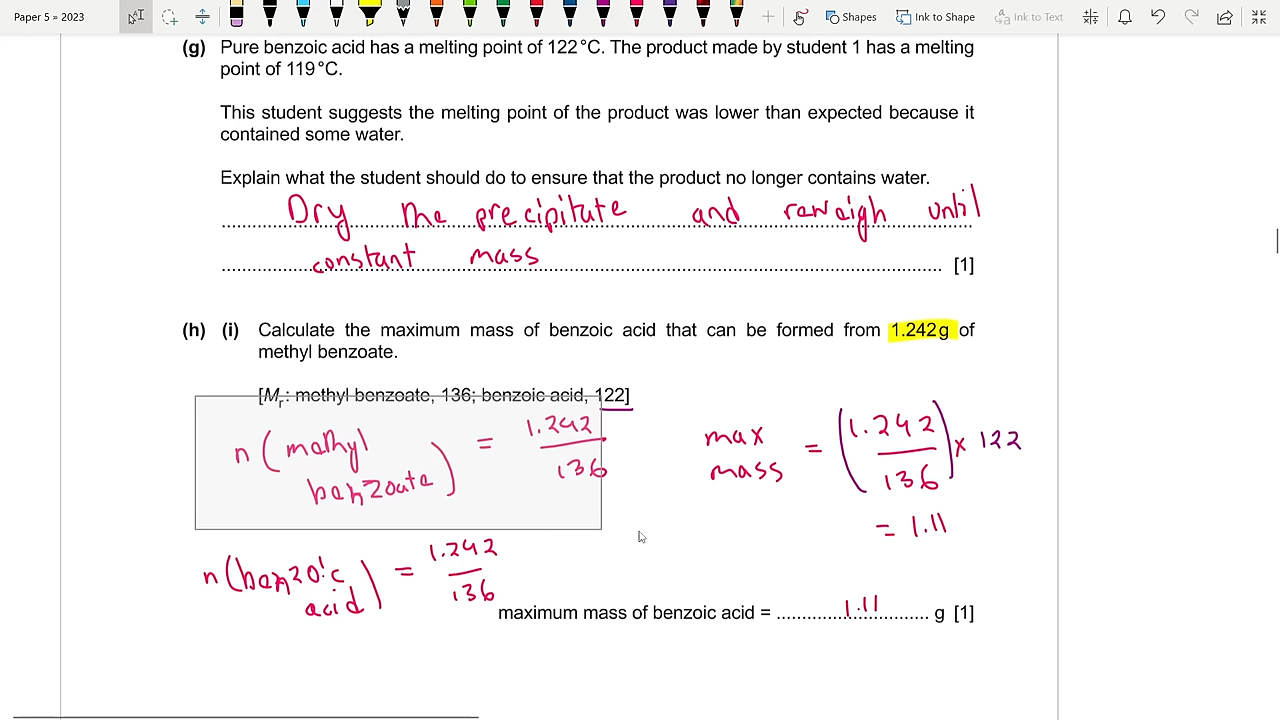 Paper 5 » 2023
Shapes
Ink to Shape
Ink to Text
(g) Pure benzoic acid has a melting point of 122 °C. The product made by student 1 has a melting
point of 119 °C.
This student suggests the melting point of the product was lower than expected because it
contained some water.
Explain what the student should do to ensure that the product no longer contains water.
Dry the precipitate and reweigh until
constant mass
[1]
(h) (i) Calculate the maximum mass of benzoic acid that can be formed from 1.242 g of
methyl benzoate.
[Mr: methyl benzoate, 136; benzoic acid, 122]
n (methyl benzoate) = 1.242 / 136
max mass = (1.242 / 136) × 122
= 1.11
n (benzoic acid) = 1.242 / 136
maximum mass of benzoic acid = 1.11 g [1]